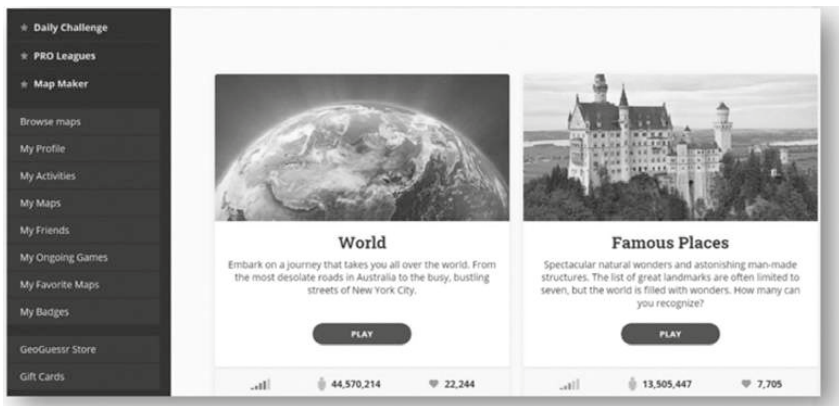 Daily Challenge
PRO Leagues
Map Maker
Browse maps
My Profile
My Activities
My Maps
My Friends
My Ongoing Games
My Favorite Maps
My Badges
GeoGuessr Store
Gift Cards
World
Embark on a journey that takes you all over the world. From
the most desolate roads in Australia to the busy, bustling
streets of New York City.
PLAY
44,570,214
22,244
Famous Places
Spectacular natural wonders and astonishing man-made
structures. The list of great landmarks are often limited to
seven, but the world is filled with wonders. How many can
you recognize?
PLAY
13,505,447
7,705